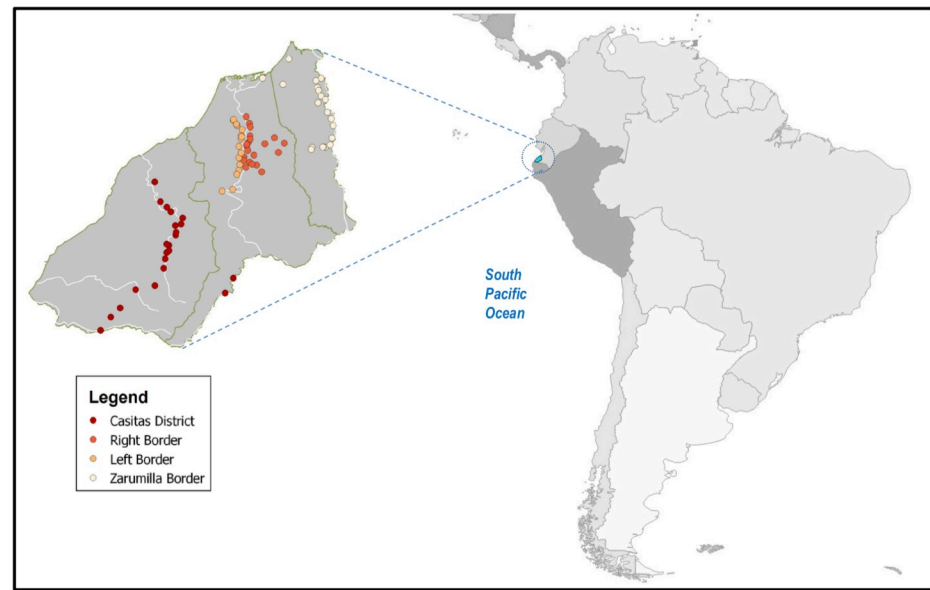 South
Pacific
Ocean
Legend
Casitas District
Right Border
Left Border
Zarumilla Border